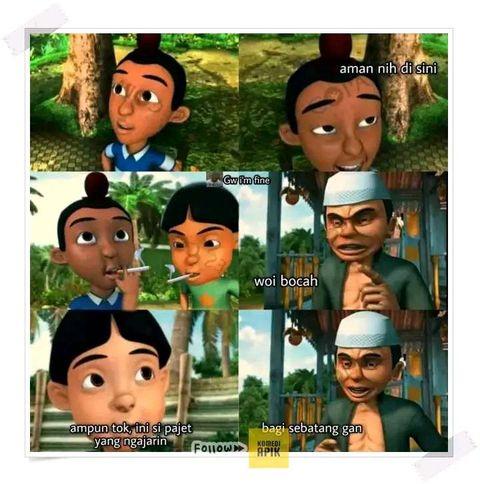 aman nih di sini
Gw i'm fine
woi bocah
ampun tok, ini si pajet
yang ngajarin
bagi sebatang gan
Follow
KOMEDI
APIK